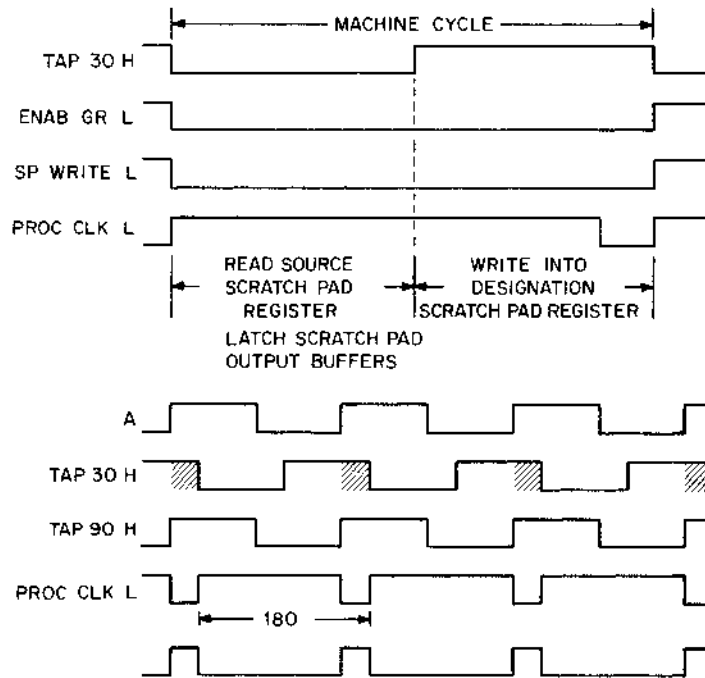 MACHINE CYCLE
TAP 30 H
ENAB GR L
SP WRITE L
PROC CLK L
READ SOURCE
SCRATCH PAD
REGISTER
LATCH SCRATCH PAD
OUTPUT BUFFERS
WRITE INTO
DESIGNATION
SCRATCH PAD REGISTER
A
TAP 30 H
TAP 90 H
PROC CLK L
180